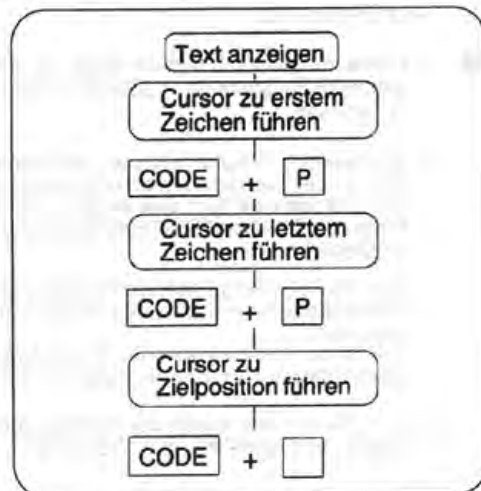 Text anzeigen
Cursor zu erstem
Zeichen führen
CODE + P
Cursor zu letztem
Zeichen führen
CODE + P
Cursor zu
Zielposition führen
CODE +